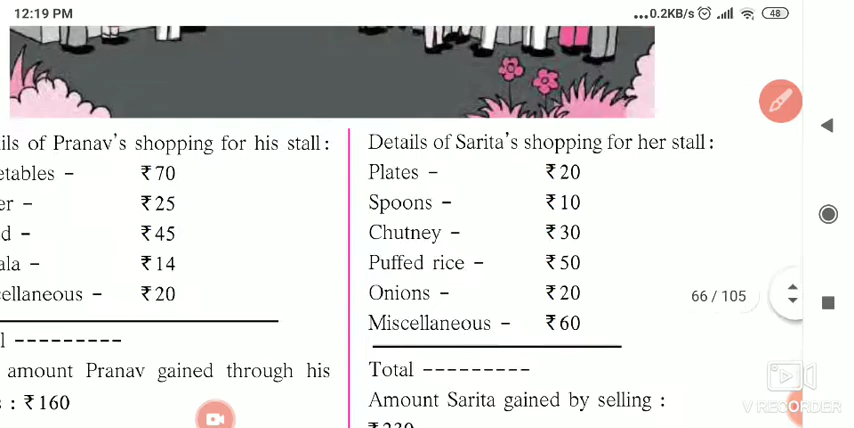 12:19 PM
...0.2KB/s 48
ils of Pranav's shopping for his stall :
etables - ₹ 70
er - ₹ 25
d - ₹ 45
ala - ₹ 14
cellaneous - ₹ 20
l ---------
amount Pranav gained through his
s : ₹ 160
Details of Sarita's shopping for her stall :
Plates - ₹ 20
Spoons - ₹ 10
Chutney - ₹ 30
Puffed rice - ₹ 50
Onions - ₹ 20
Miscellaneous - ₹ 60
Total ---------
Amount Sarita gained by selling :
₹ 230
66 / 105
V RECORDER